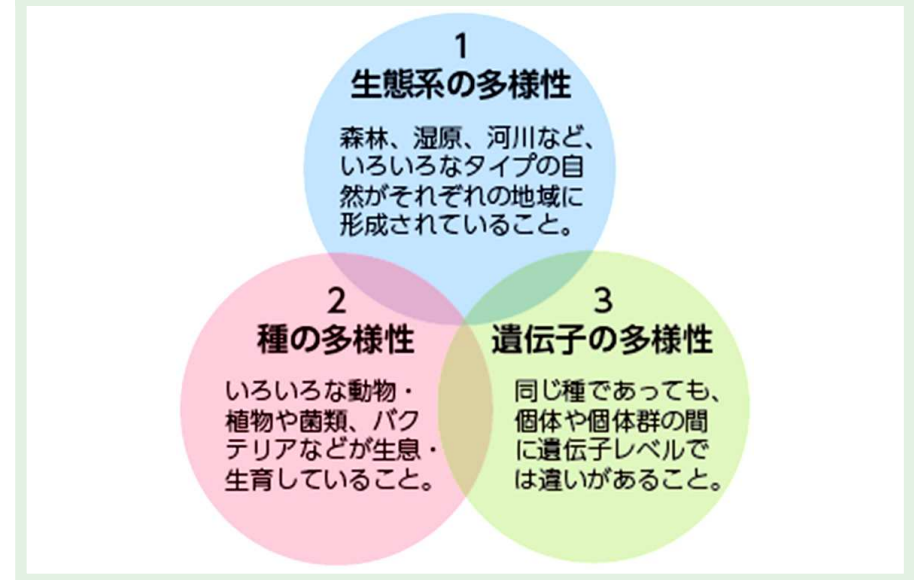 1
生態系の多様性
森林、湿原、河川など、
いろいろなタイプの自
然がそれぞれの地域に
形成されていること。
2
種の多様性
いろいろな動物・
植物や菌類、バク
テリアなどが生息・
生育していること。
3
遺伝子の多様性
同じ種であっても、
個体や個体群の間
に遺伝子レベルで
は違いがあること。